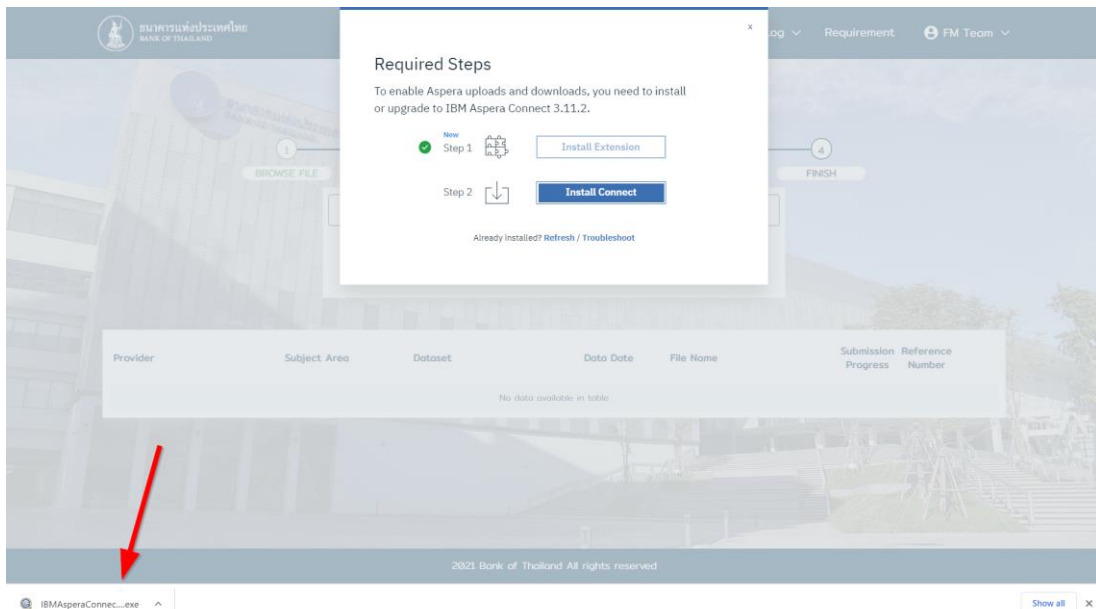 ธนาคารแห่งประเทศไทย
BANK OF THAILAND
Log
Requirement
FM Team
x
Required Steps
To enable Aspera uploads and downloads, you need to install
or upgrade to IBM Aspera Connect 3.11.2.
New
Step 1
Install Extension
Step 2
Install Connect
Already installed? Refresh / Troubleshoot
1
BROWSE FILE
4
FINISH
Provider
Subject Area
Dataset
Data Date
File Name
Submission Progress
Reference Number
No data available in table
2021 Bank of Thailand All rights reserved
IBMAsperaConnec....exe
Show all